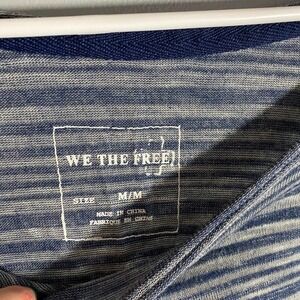 WE THE FREE
SIZE M/M
MADE IN CHINA
FABRIQUÉ EN CHINE